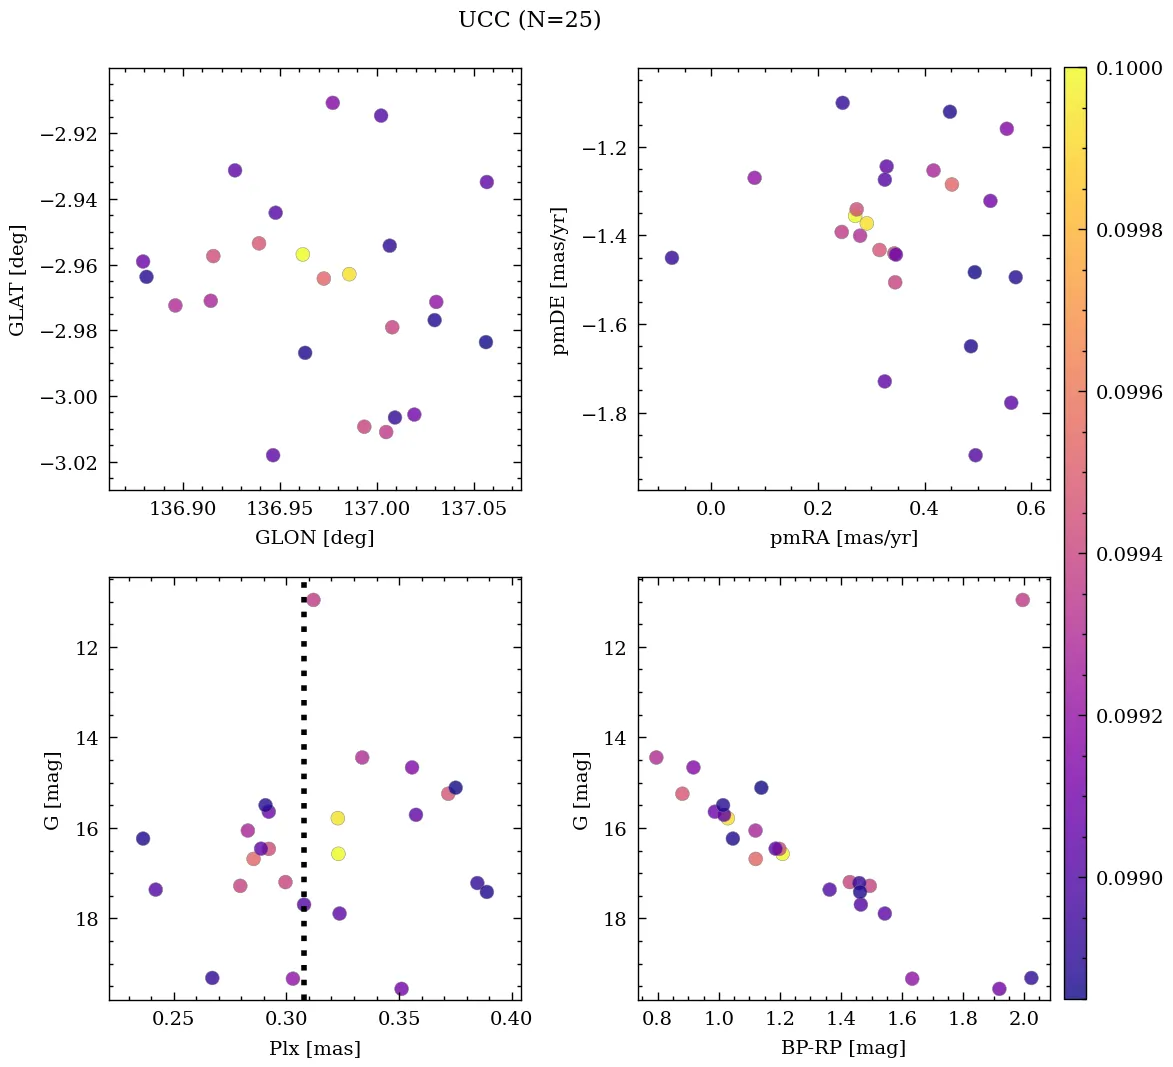 UCC (N=25)
−2.92
−2.94
−2.96
−2.98
−3.00
−3.02
GLAT [deg]
136.90 136.95 137.00 137.05
GLON [deg]
−1.2
−1.4
−1.6
−1.8
pmDE [mas/yr]
0.0 0.2 0.4 0.6
pmRA [mas/yr]
12
14
16
18
G [mag]
0.25 0.30 0.35 0.40
Plx [mas]
12
14
16
18
G [mag]
0.8 1.0 1.2 1.4 1.6 1.8 2.0
BP-RP [mag]
0.1000
0.0998
0.0996
0.0994
0.0992
0.0990